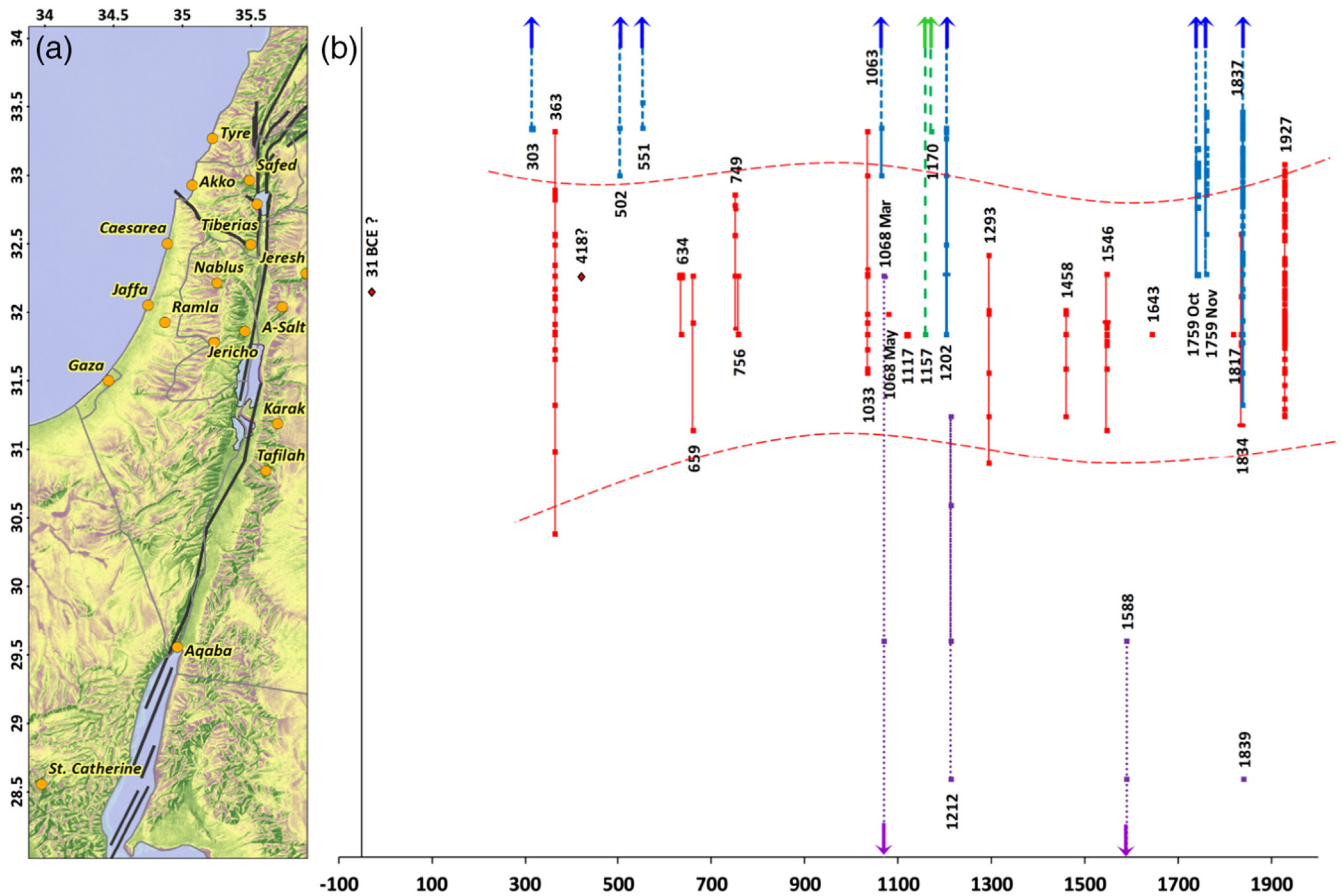 34 34.5 35 35.5
(a) (b)
34
33.5
33
32.5
32
31.5
31
30.5
30
29.5
29
28.5
Tyre
Safed
Akko
Tiberias
Caesarea
Jeresh
Nablus
Jaffa
Ramla
A-Salt
Jericho
Gaza
Karak
Tafilah
Aqaba
St. Catherine
31 BCE ?
303
363
418?
502
551
634
659
749
756
1033
1063
1068 Mar
1068 May
1117
1157
1170
1202
1212
1293
1458
1546
1588
1643
1759 Oct
1759 Nov
1817
1834
1837
1839
1927
-100 100 300 500 700 900 1100 1300 1500 1700 1900